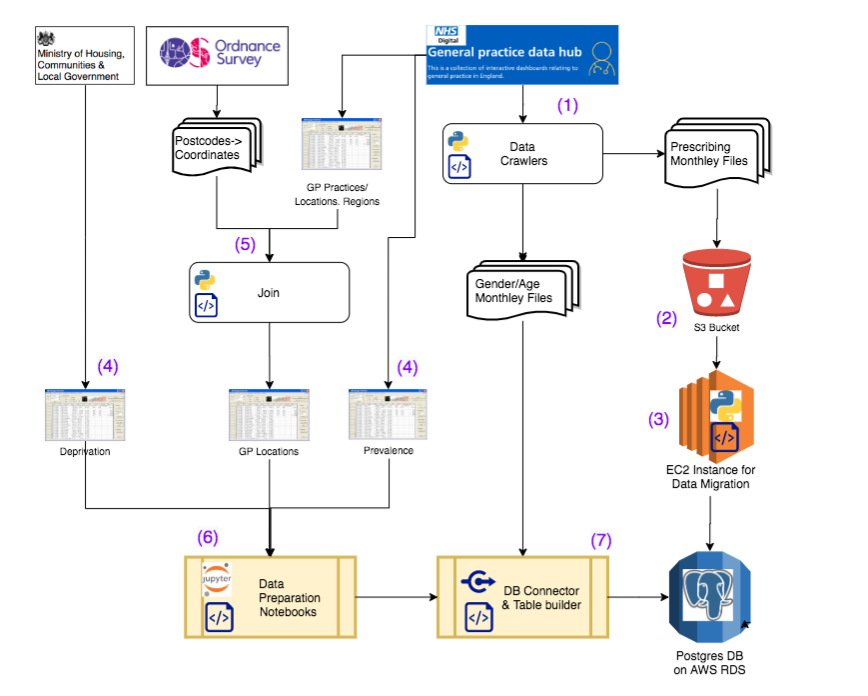 Ministry of Housing,
Communities &
Local Government
Ordnance
Survey
NHS
Digital
General practice data hub
This is a collection of interactive dashboards relating to
general practice in England.
(1)
Postcodes->
Coordinates
GP Practices/
Locations. Regions
Data
Crawlers
Prescribing
Monthley Files
(5)
Join
Gender/Age
Monthley Files
(2)
S3 Bucket
(4)
(4)
(3)
Deprivation
GP Locations
Prevalence
EC2 Instance for
Data Migration
(6)
(7)
jupyter
Data
Preparation
Notebooks
DB Connector
& Table builder
Postgres DB
on AWS RDS